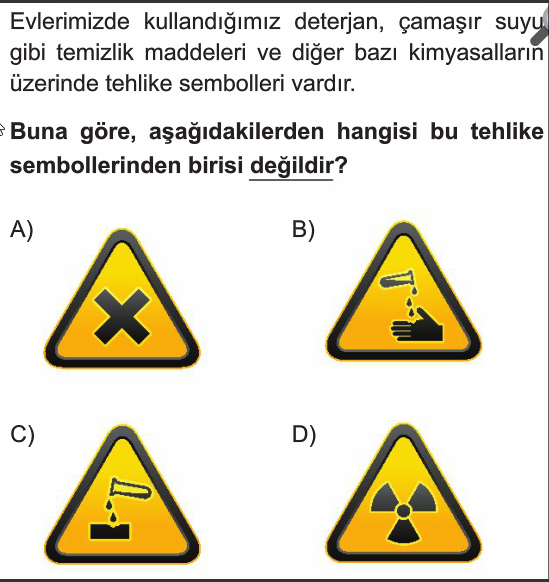 Evlerimizde kullandığımız deterjan, çamaşır suyu
gibi temizlik maddeleri ve diğer bazı kimyasalların
üzerinde tehlike sembolleri vardır.
Buna göre, aşağıdakilerden hangisi bu tehlike
sembollerinden birisi değildir?
A)
B)
C)
D)